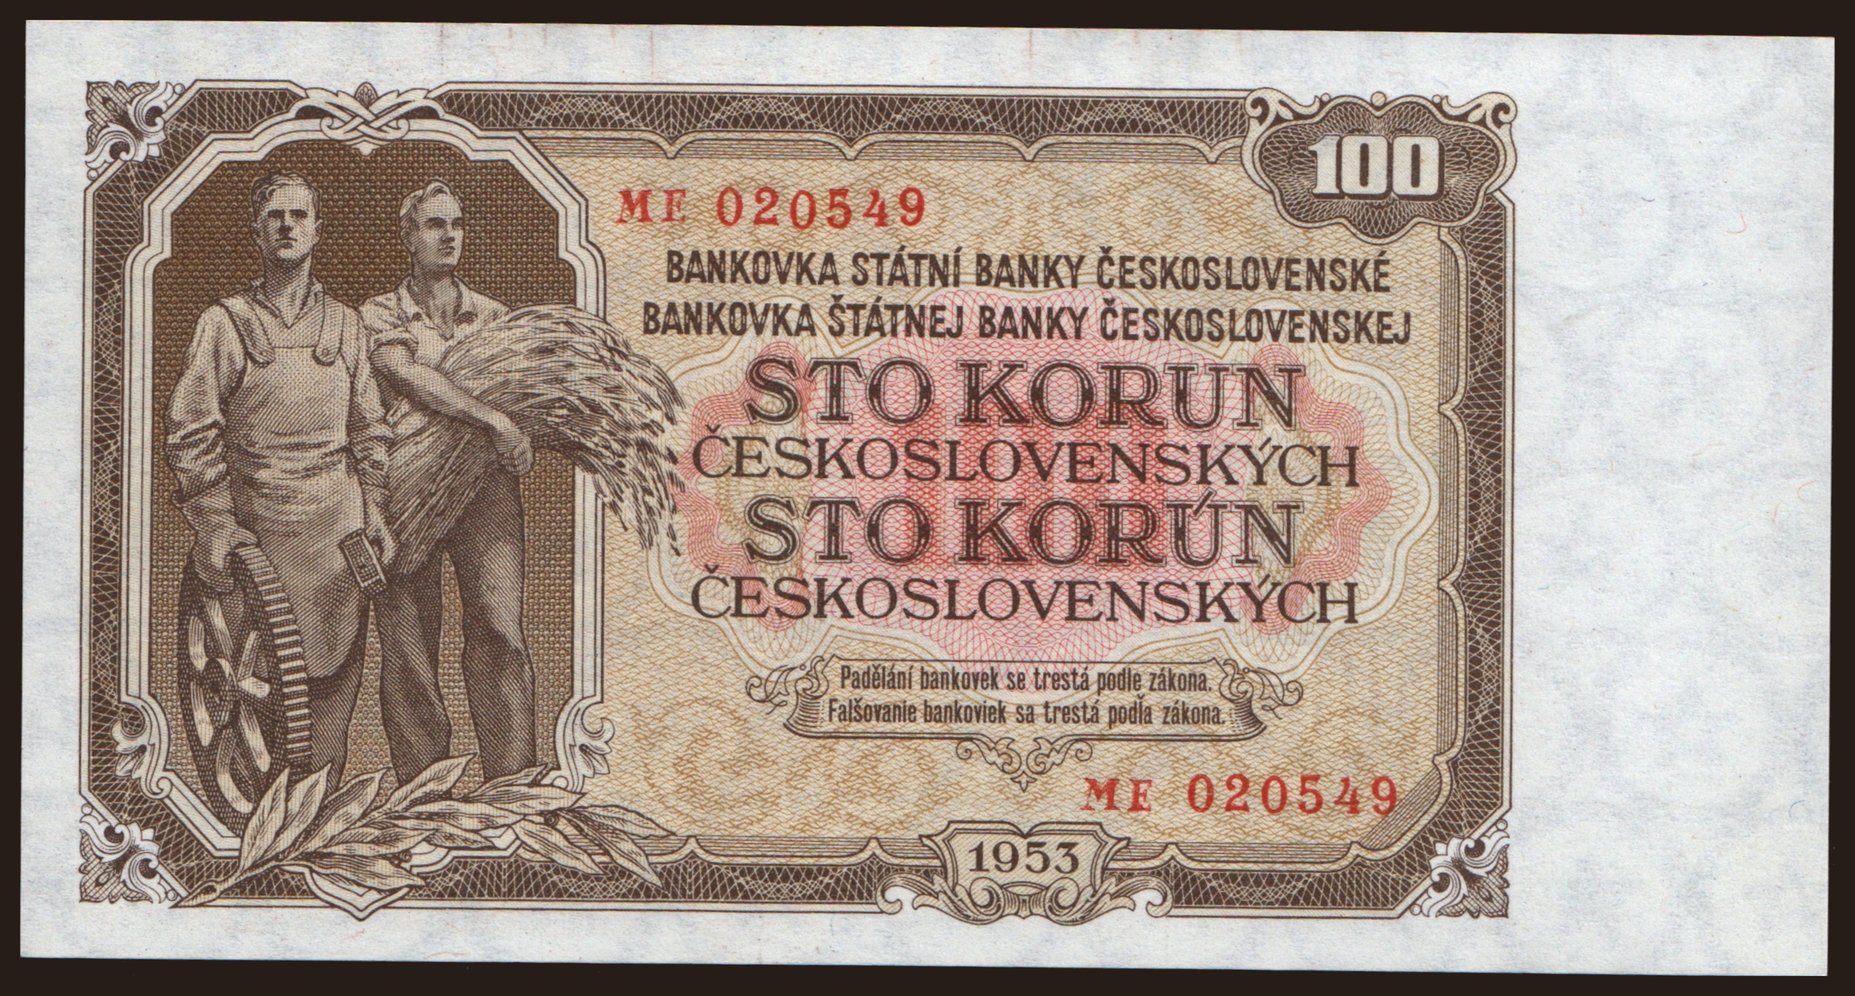 100
ME 020549
BANKOVKA STÁTNÍ BANKY ČESKOSLOVENSKÉ
BANKOVKA ŠTÁTNEJ BANKY ČESKOSLOVENSKEJ
STO KORUN
ČESKOSLOVENSKÝCH
STO KORÚN
ČESKOSLOVENSKÝCH
Padělání bankovek se trestá podle zákona.
Falšovanie bankoviek sa trestá podľa zákona.
ME 020549
1953